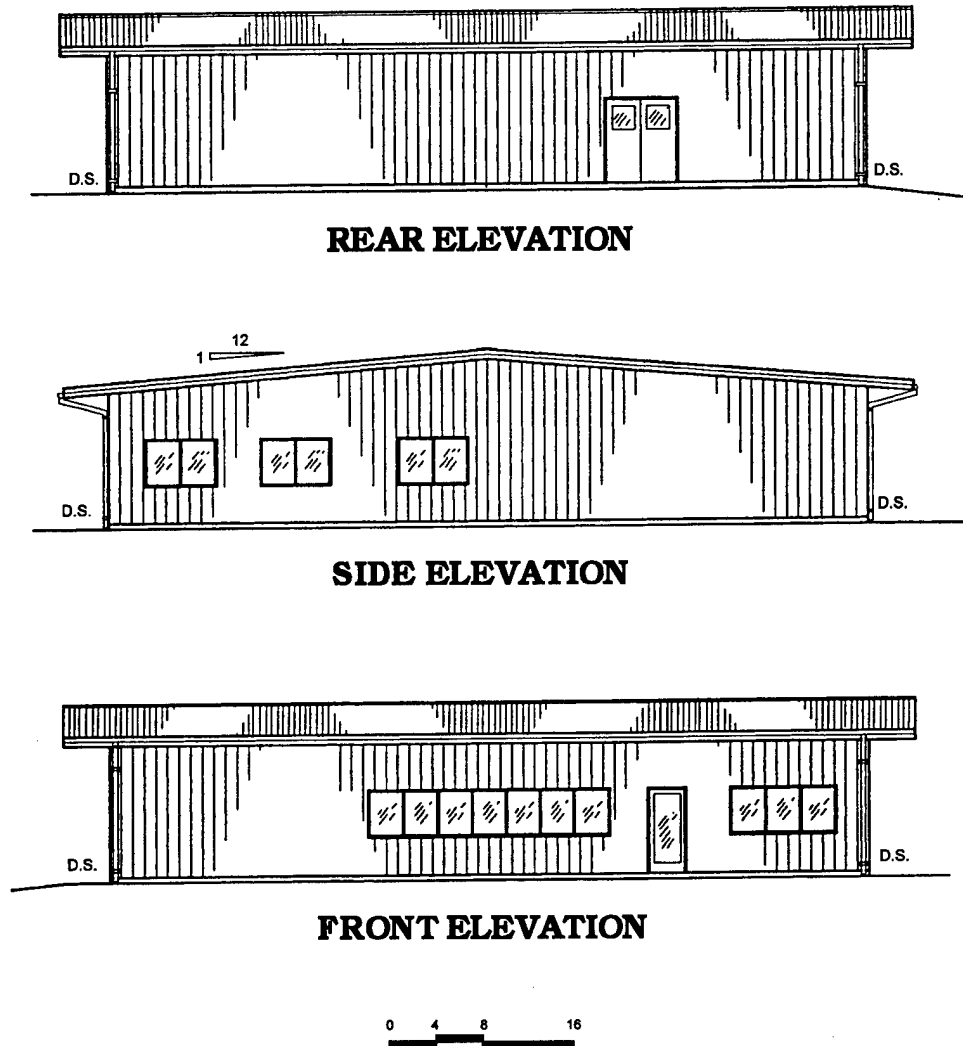 D.S. D.S.
REAR ELEVATION
12
1
D.S. D.S.
SIDE ELEVATION
D.S. D.S.
FRONT ELEVATION
0 4 8 16